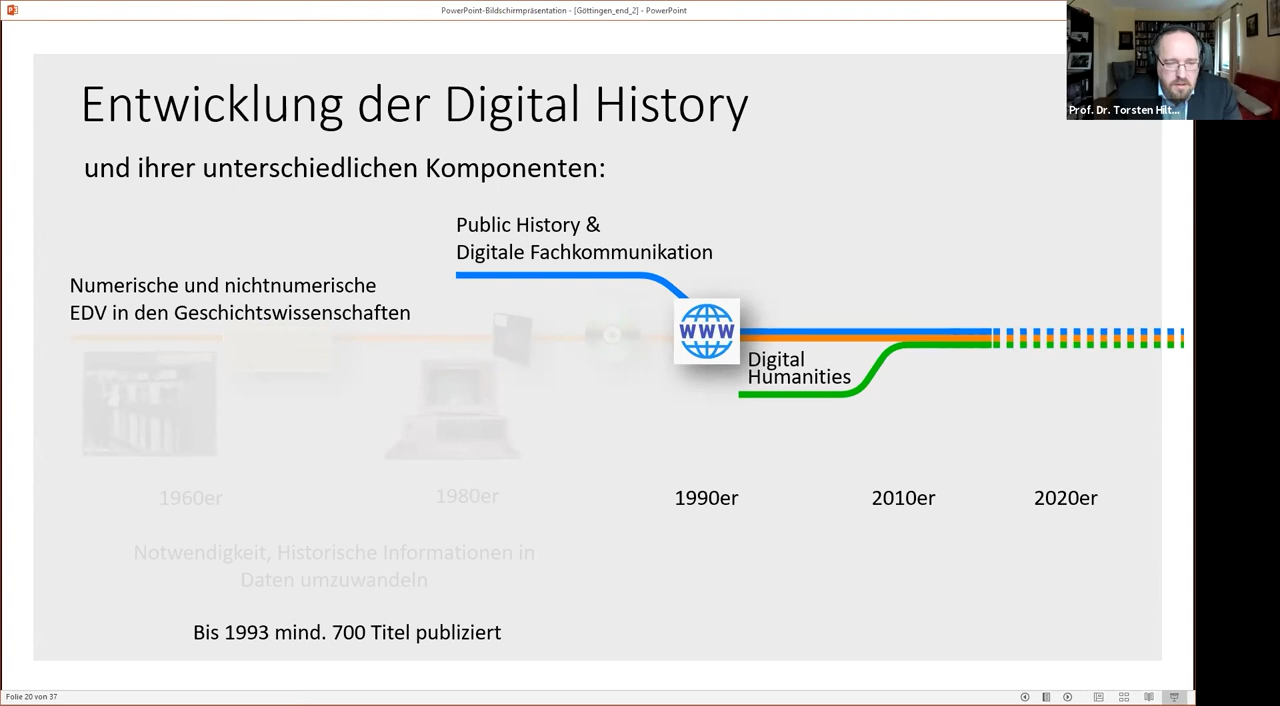 PowerPoint-Bildschirmpräsentation - [Göttingen_end_2] - PowerPoint
Prof. Dr. Torsten Hilt...
Entwicklung der Digital History
und ihrer unterschiedlichen Komponenten:
Public History &
Digitale Fachkommunikation
Numerische und nichtnumerische
EDV in den Geschichtswissenschaften
WWW
Digital
Humanities
1960er
1980er
1990er
2010er
2020er
Notwendigkeit, Historische Informationen in
Daten umzuwandeln
Bis 1993 mind. 700 Titel publiziert
Folie 20 von 37